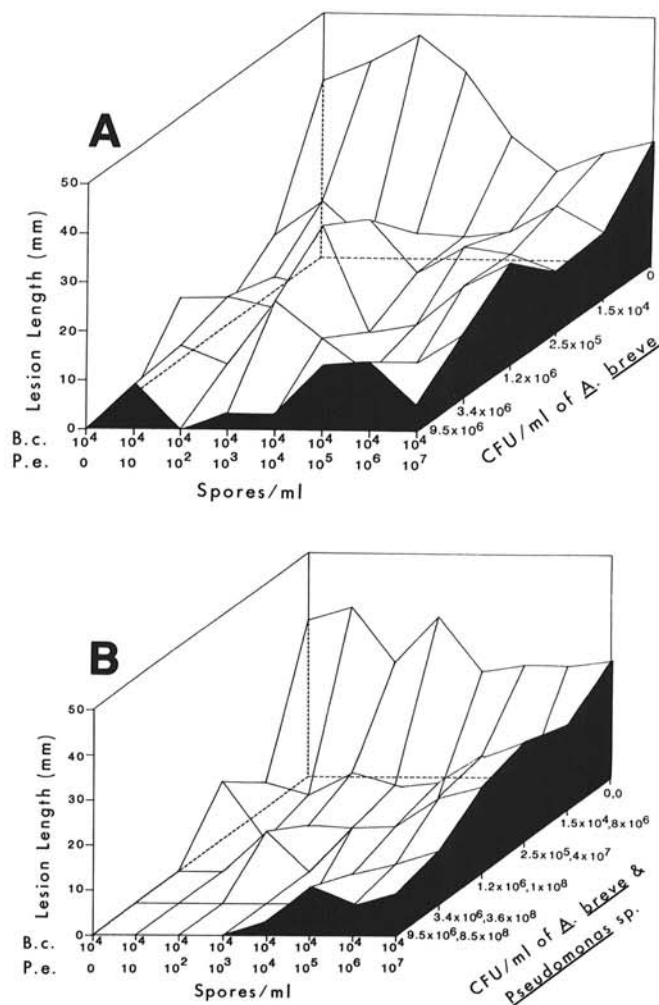 A
50
40
30
20
10
0
Lesion Length (mm)
B.c. 10⁴ 10⁴ 10⁴ 10⁴ 10⁴ 10⁴ 10⁴ 10⁴
P.e. 0 10 10² 10³ 10⁴ 10⁵ 10⁶ 10⁷
Spores/ml
0
1.5x10⁴
2.5x10⁵
1.2x10⁶
3.4x10⁶
9.5x10⁶
CFU/ml of A. breve
B
50
40
30
20
10
0
Lesion Length (mm)
B.c. 10⁴ 10⁴ 10⁴ 10⁴ 10⁴ 10⁴ 10⁴ 10⁴
P.e. 0 10 10² 10³ 10⁴ 10⁵ 10⁶ 10⁷
Spores/ml
0,0
1.5x10⁴,8x10⁶
2.5x10⁵,4x10⁷
1.2x10⁶,1x10⁸
3.4x10⁶,3.6x10⁸
9.5x10⁶,8.5x10⁸
CFU/ml of A. breve &
Pseudomonas sp.